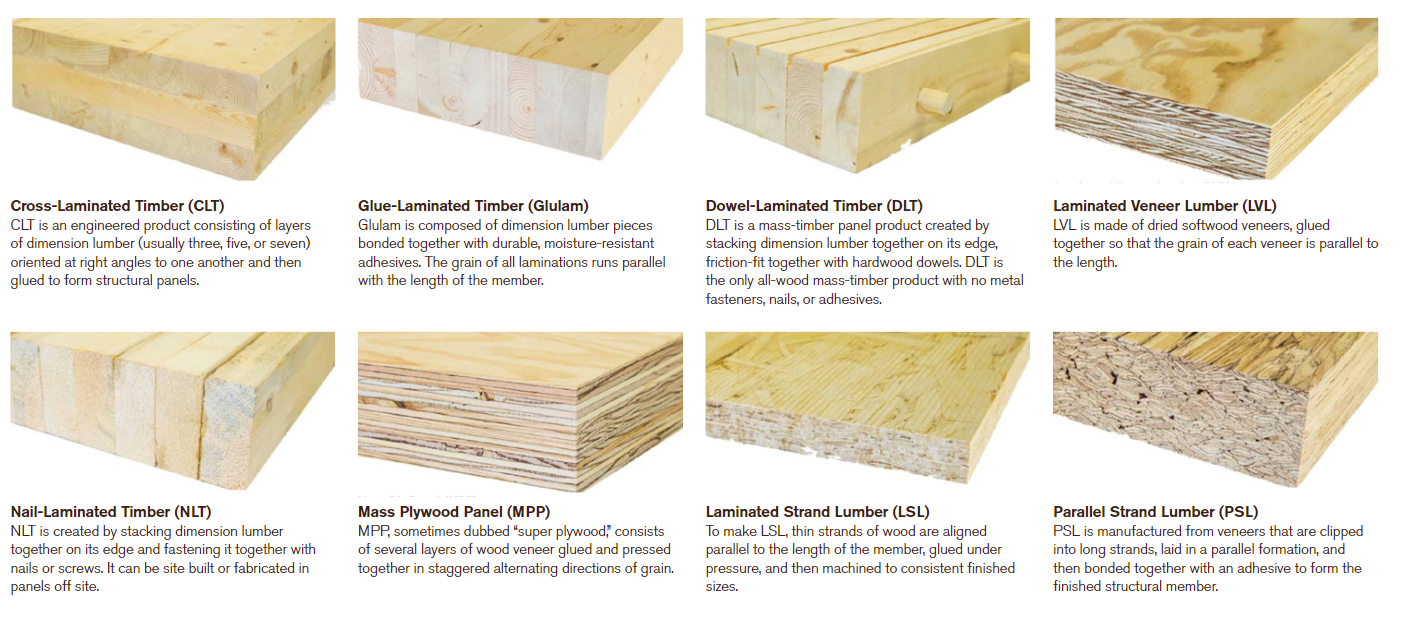 Cross-Laminated Timber (CLT)
CLT is an engineered product consisting of layers
of dimension lumber (usually three, five, or seven)
oriented at right angles to one another and then
glued to form structural panels.
Glue-Laminated Timber (Glulam)
Glulam is composed of dimension lumber pieces
bonded together with durable, moisture-resistant
adhesives. The grain of all laminations runs parallel
with the length of the member.
Dowel-Laminated Timber (DLT)
DLT is a mass-timber panel product created by
stacking dimension lumber together on its edge,
friction-fit together with hardwood dowels. DLT is
the only all-wood mass-timber product with no metal
fasteners, nails, or adhesives.
Laminated Veneer Lumber (LVL)
LVL is made of dried softwood veneers, glued
together so that the grain of each veneer is parallel to
the length.
Nail-Laminated Timber (NLT)
NLT is created by stacking dimension lumber
together on its edge and fastening it together with
nails or screws. It can be site built or fabricated in
panels off site.
Mass Plywood Panel (MPP)
MPP, sometimes dubbed “super plywood,” consists
of several layers of wood veneer glued and pressed
together in staggered alternating directions of grain.
Laminated Strand Lumber (LSL)
To make LSL, thin strands of wood are aligned
parallel to the length of the member, glued under
pressure, and then machined to consistent finished
sizes.
Parallel Strand Lumber (PSL)
PSL is manufactured from veneers that are clipped
into long strands, laid in a parallel formation, and
then bonded together with an adhesive to form the
finished structural member.